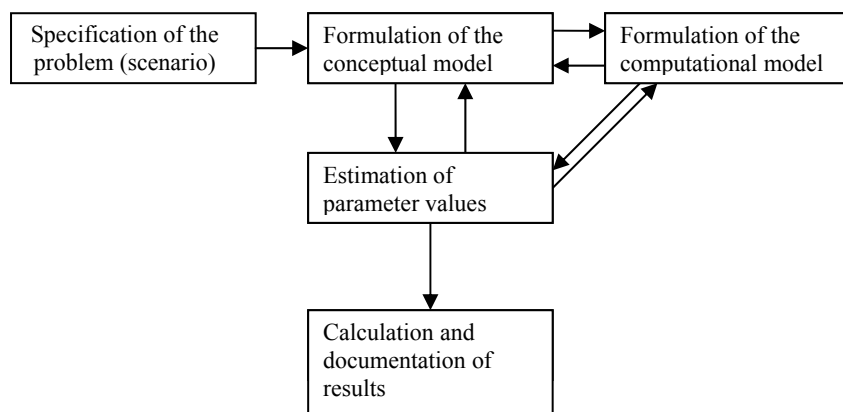 Specification of the
problem (scenario)
Formulation of the
conceptual model
Formulation of the
computational model
Estimation of
parameter values
Calculation and
documentation of
results